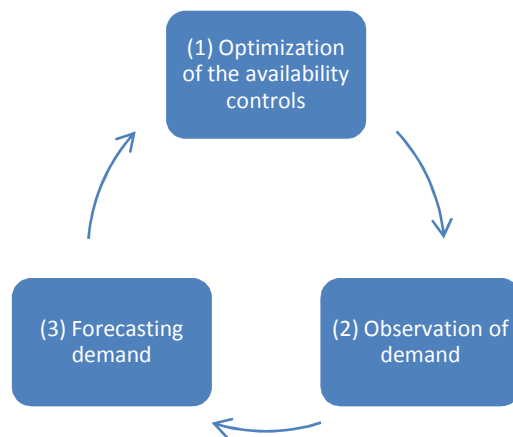 (1) Optimization
of the availability
controls
(2) Observation of
demand
(3) Forecasting
demand